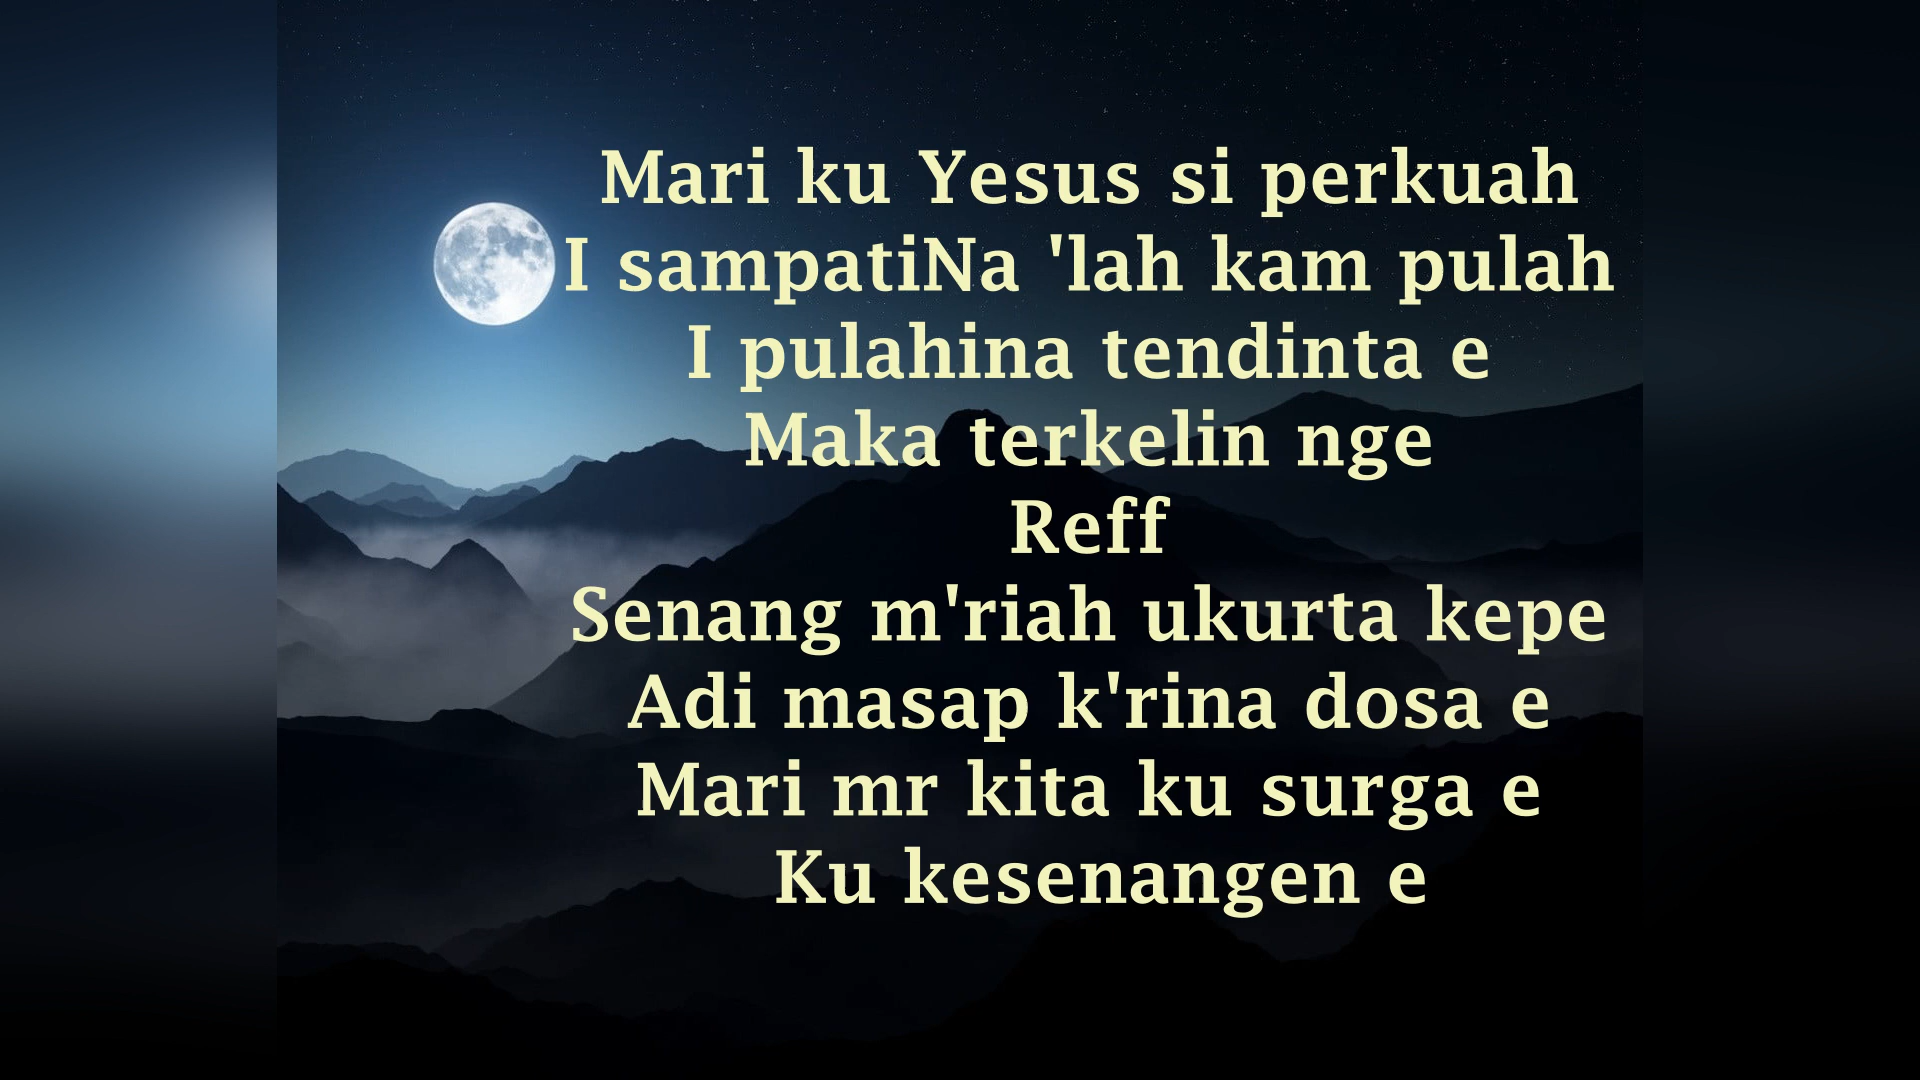 Mari ku Yesus si perkuah
I sampatiNa 'lah kam pulah
I pulahina tendinta e
Maka terkelin nge
Reff
Senang m'riah ukurta kepe
Adi masap k'rina dosa e
Mari mr kita ku surga e
Ku kesenangen e